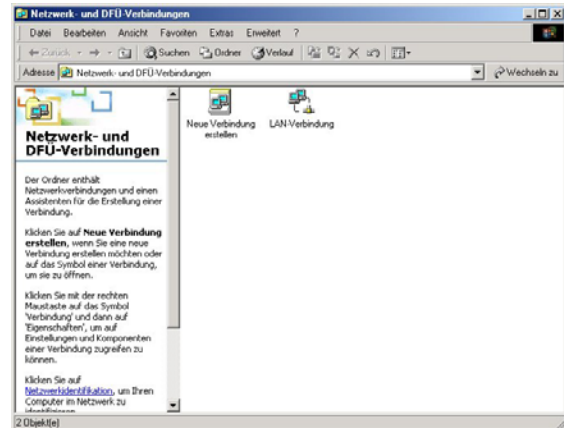 Netzwerk- und DFÜ-Verbindungen
Datei Bearbeiten Ansicht Favoriten Extras Erweitert ?
Zurück Suchen Ordner Verlauf
Adresse Netzwerk- und DFÜ-Verbindungen Wechseln zu
Netzwerk- und
DFÜ-Verbindungen
Der Ordner enthält
Netzwerkverbindungen und einen
Assistenten für die Erstellung einer
Verbindung.
Klicken Sie auf Neue Verbindung
erstellen, wenn Sie eine neue
Verbindung erstellen möchten oder
auf das Symbol einer Verbindung,
um sie zu öffnen.
Klicken Sie mit der rechten
Maustaste auf das Symbol
'Verbindung' und dann auf
'Eigenschaften', um auf
Einstellungen und Komponenten
einer Verbindung zugreifen zu
können.
Klicken Sie auf
Netzwerkidentifikation, um Ihren
Computer im Netzwerk zu
identifizieren
Neue Verbindung
erstellen
LAN-Verbindung
2 Objekt(e)